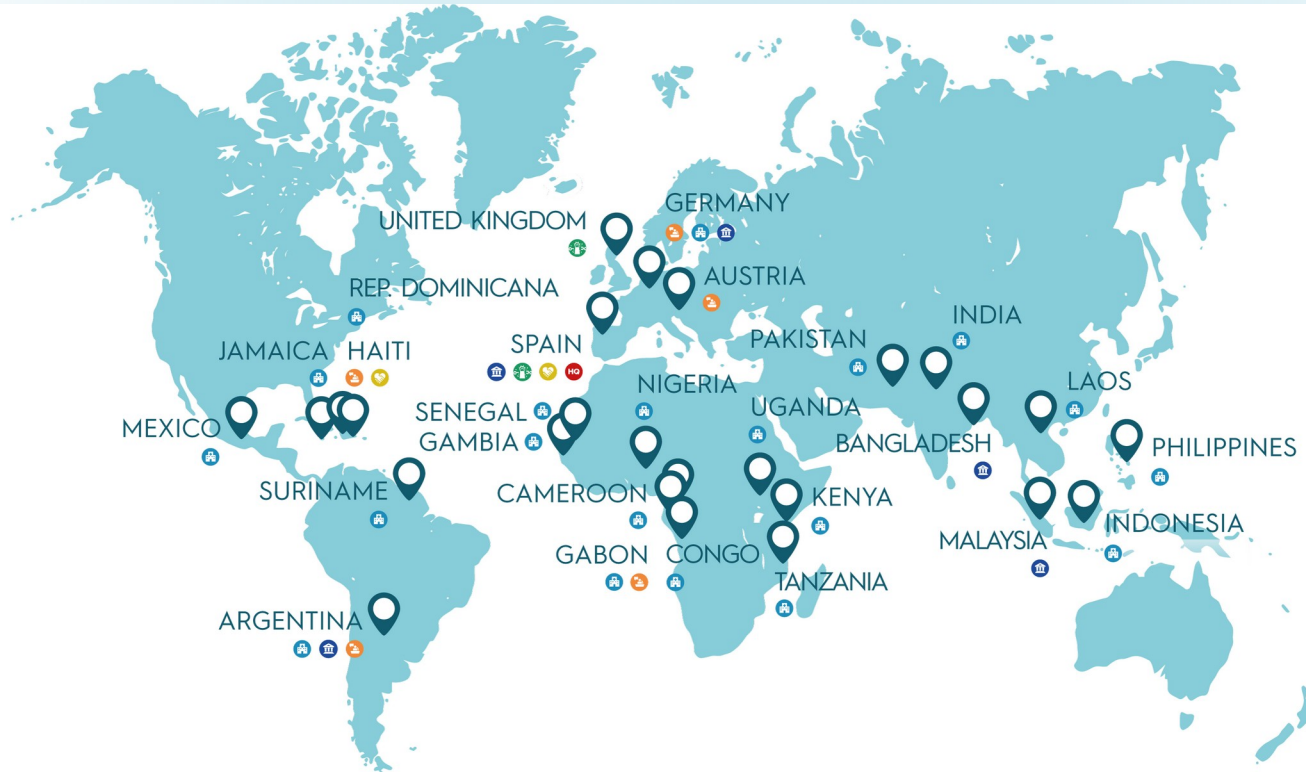 UNITED KINGDOM
GERMANY
AUSTRIA
REP. DOMINICANA
JAMAICA
HAITI
SPAIN
HQ
MEXICO
SENEGAL
GAMBIA
NIGERIA
UGANDA
PAKISTAN
INDIA
BANGLADESH
LAOS
PHILIPPINES
SURINAME
CAMEROON
KENYA
GABON
CONGO
TANZANIA
MALAYSIA
INDONESIA
ARGENTINA